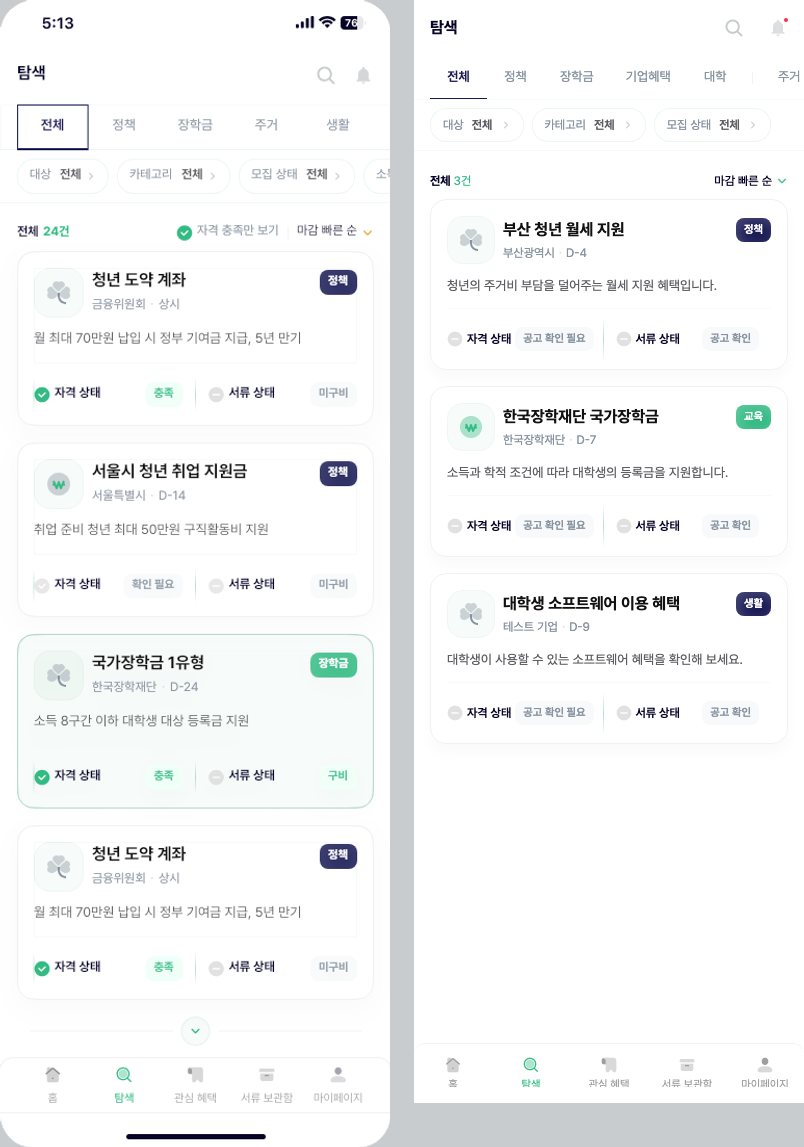 5:13
76
탐색
전체 정책 장학금 주거 생활
대상 전체 카테고리 전체 모집 상태 전체
전체 24건 자격 충족만 보기 마감 빠른 순
청년 도약 계좌 정책
금융위원회 · 상시
월 최대 70만원 납입 시 정부 기여금 지급, 5년 만기
자격 상태 충족 서류 상태 미구비
서울시 청년 취업 지원금 정책
서울특별시 · D-14
취업 준비 청년 최대 50만원 구직활동비 지원
자격 상태 확인 필요 서류 상태 미구비
국가장학금 1유형 장학금
한국장학재단 · D-24
소득 8구간 이하 대학생 대상 등록금 지원
자격 상태 충족 서류 상태 구비
청년 도약 계좌 정책
금융위원회 · 상시
월 최대 70만원 납입 시 정부 기여금 지급, 5년 만기
자격 상태 충족 서류 상태 미구비
홈 탐색 관심 혜택 서류 보관함 마이페이지
탐색
전체 정책 장학금 기업혜택 대학 주거
대상 전체 카테고리 전체 모집 상태 전체
전체 3건 마감 빠른 순
부산 청년 월세 지원 정책
부산광역시 · D-4
청년의 주거비 부담을 덜어주는 월세 지원 혜택입니다.
자격 상태 공고 확인 필요 서류 상태 공고 확인
한국장학재단 국가장학금 교육
한국장학재단 · D-7
소득과 학적 조건에 따라 대학생의 등록금을 지원합니다.
자격 상태 공고 확인 필요 서류 상태 공고 확인
대학생 소프트웨어 이용 혜택 생활
테스트 기업 · D-9
대학생이 사용할 수 있는 소프트웨어 혜택을 확인해 보세요.
자격 상태 공고 확인 필요 서류 상태 공고 확인
홈 탐색 관심 혜택 서류 보관함 마이페이지